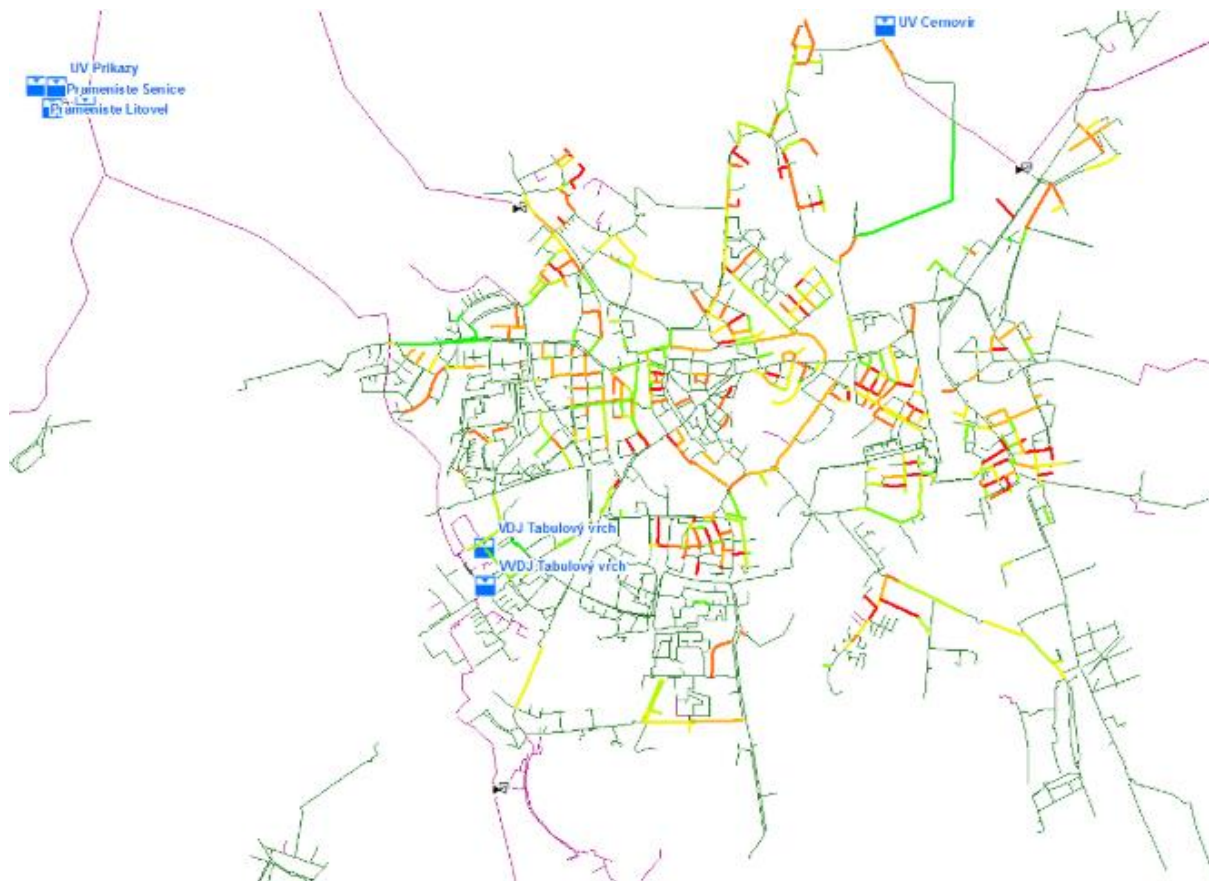 UV Cernovir
UV Prikazy
Prameniste Senice
Prameniste Litovel
VDJ Tabulový vrch
VVDJ Tabulový vrch